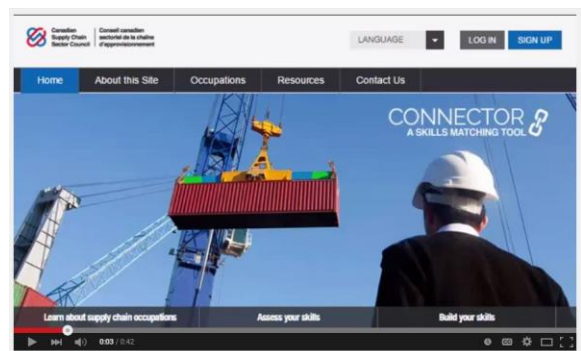 Canadian
Supply Chain
Sector Council
Conseil canadien
sectoriel de la chaîne
d'approvisionnement
LANGUAGE
LOG IN
SIGN UP
Home
About this Site
Occupations
Resources
Contact Us
CONNECTOR
A SKILLS MATCHING TOOL
Learn about supply chain occupations
Assess your skills
Build your skills
0:03 / 0:42